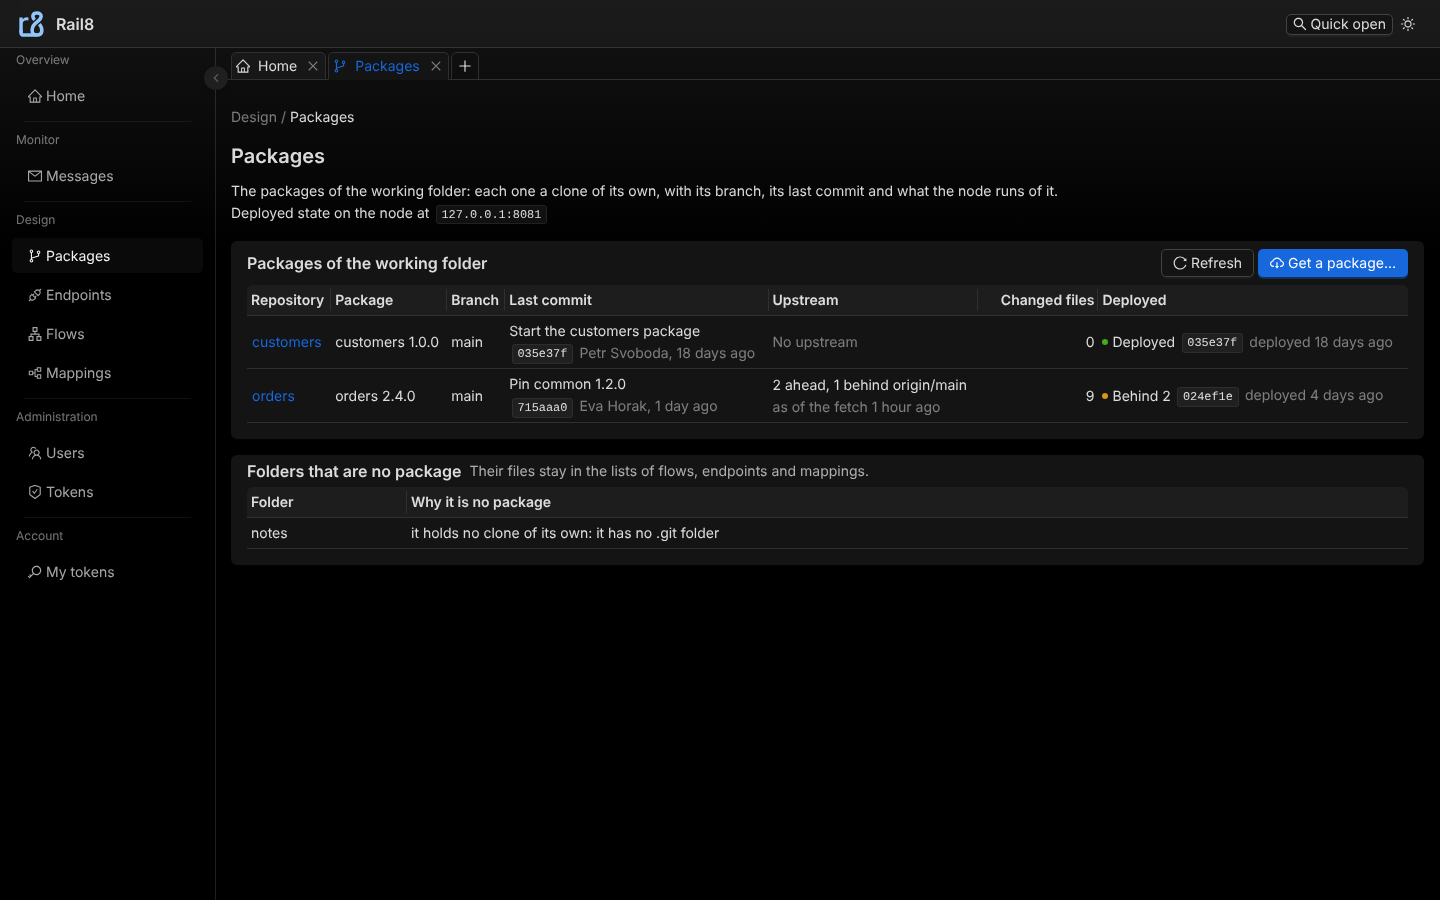 Rail8
Quick open
Overview
Home
Monitor
Messages
Design
Packages
Endpoints
Flows
Mappings
Administration
Users
Tokens
Account
My tokens
Home
Packages
Design / Packages
Packages
The packages of the working folder: each one a clone of its own, with its branch, its last commit and what the node runs of it.
Deployed state on the node at 127.0.0.1:8081
Packages of the working folder
Refresh
Get a package...
Repository Package Branch Last commit Upstream Changed files Deployed
customers customers 1.0.0 main Start the customers package No upstream 0 Deployed 035e37f deployed 18 days ago
035e37f Petr Svoboda, 18 days ago
orders orders 2.4.0 main Pin common 1.2.0 2 ahead, 1 behind origin/main 9 Behind 2 024ef1e deployed 4 days ago
715aaa0 Eva Horak, 1 day ago as of the fetch 1 hour ago
Folders that are no package Their files stay in the lists of flows, endpoints and mappings.
Folder Why it is no package
notes it holds no clone of its own: it has no .git folder